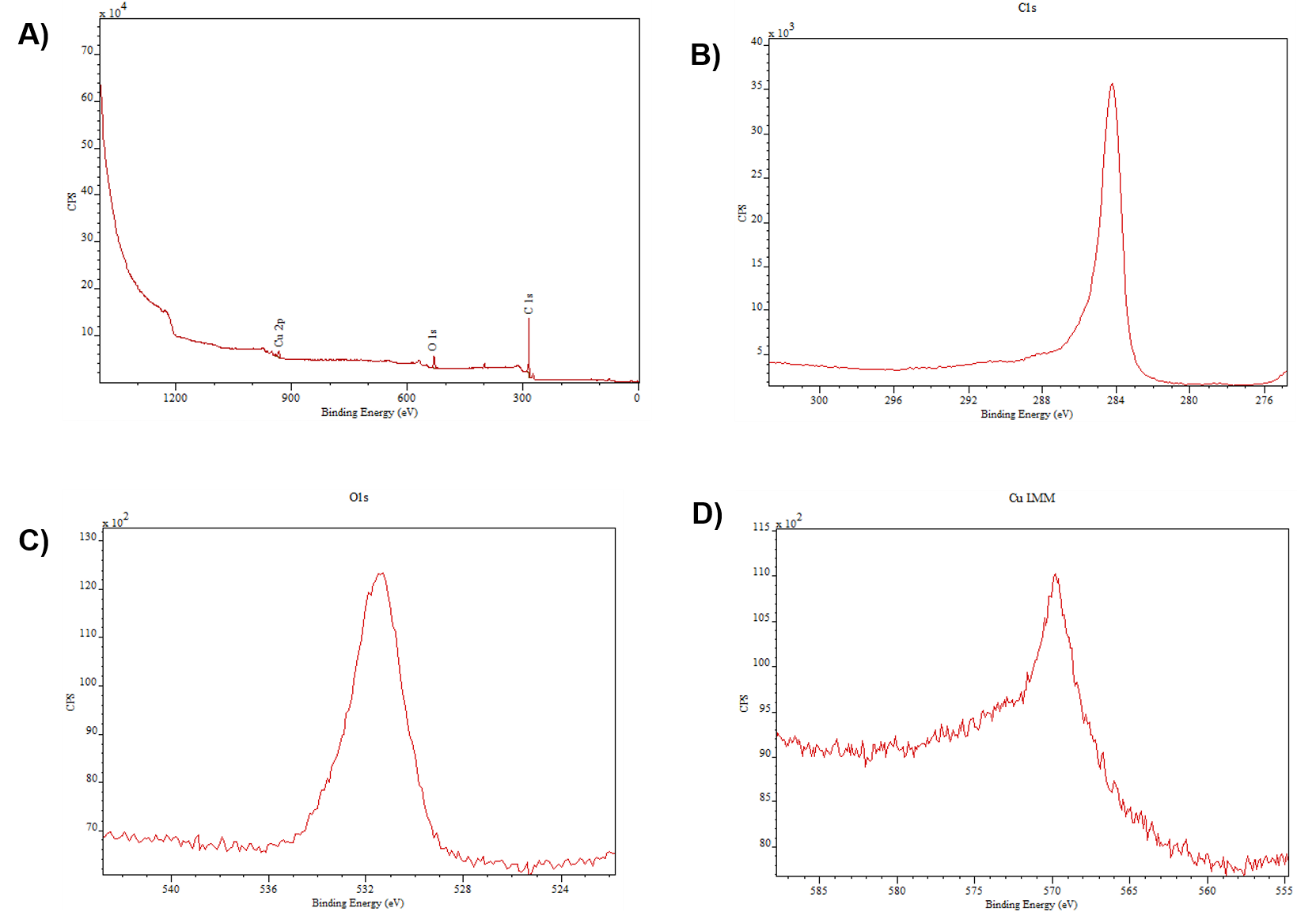 A)
x 10^4
70
60
50
40
30
20
10
CPS
Cu 2p
O 1s
C 1s
1200 900 600 300 0
Binding Energy (eV)
B)
C1s
x 10^3
40
35
30
25
20
15
10
5
CPS
300 296 292 288 284 280 276
Binding Energy (eV)
C)
O1s
x 10^2
130
120
110
100
90
80
70
CPS
540 536 532 528 524
Binding Energy (eV)
D)
Cu LMM
x 10^2
115
110
105
100
95
90
85
80
CPS
585 580 575 570 565 560 555
Binding Energy (eV)